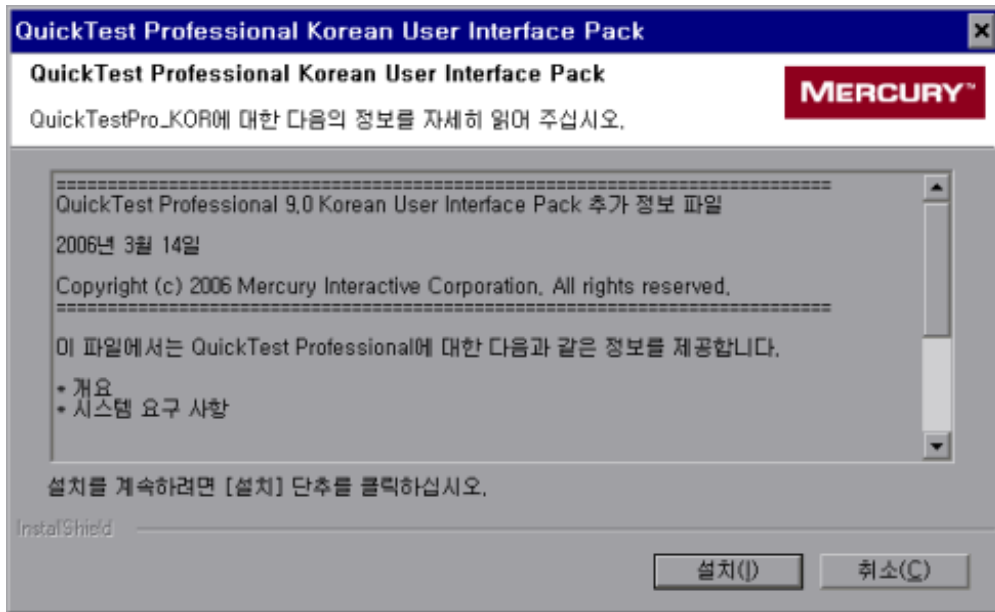 QuickTest Professional Korean User Interface Pack
QuickTest Professional Korean User Interface Pack
MERCURY™
QuickTestPro_KOR에 대한 다음의 정보를 자세히 읽어 주십시오.
================================================================================
QuickTest Professional 9.0 Korean User Interface Pack 추가 정보 파일
2006년 3월 14일
Copyright (c) 2006 Mercury Interactive Corporation. All rights reserved.
================================================================================
이 파일에서는 QuickTest Professional에 대한 다음과 같은 정보를 제공합니다.
* 개요
* 시스템 요구 사항
설치를 계속하려면 [설치] 단추를 클릭하십시오.
InstallShield
설치(I)
취소(C)